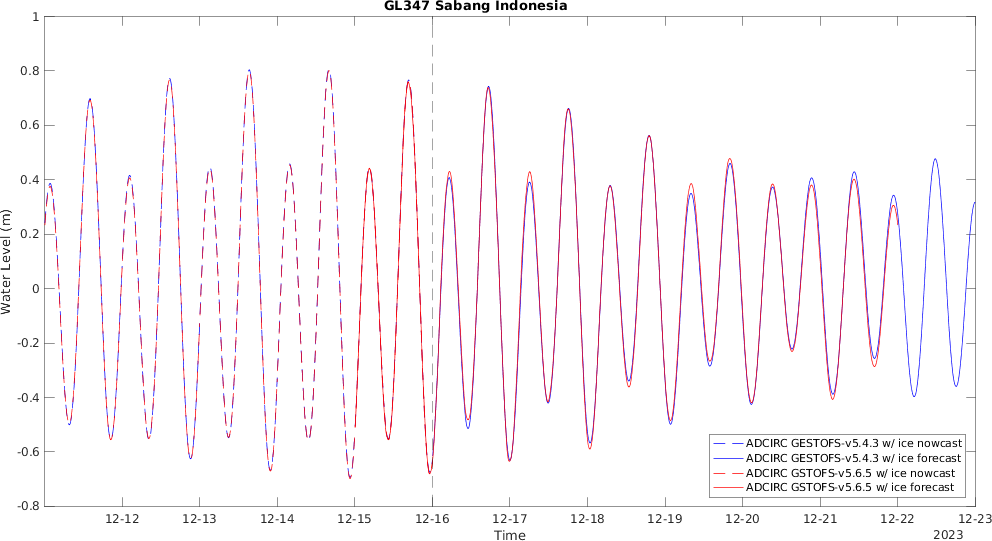 GL347 Sabang Indonesia
1
0.8
0.6
0.4
0.2
0
-0.2
-0.4
-0.6
-0.8
Water Level (m)
ADCIRC GESTOFS-v5.4.3 w/ ice nowcast
ADCIRC GESTOFS-v5.4.3 w/ ice forecast
ADCIRC GSTOFS-v5.6.5 w/ ice nowcast
ADCIRC GSTOFS-v5.6.5 w/ ice forecast
12-12 12-13 12-14 12-15 12-16 12-17 12-18 12-19 12-20 12-21 12-22 12-23
Time
2023